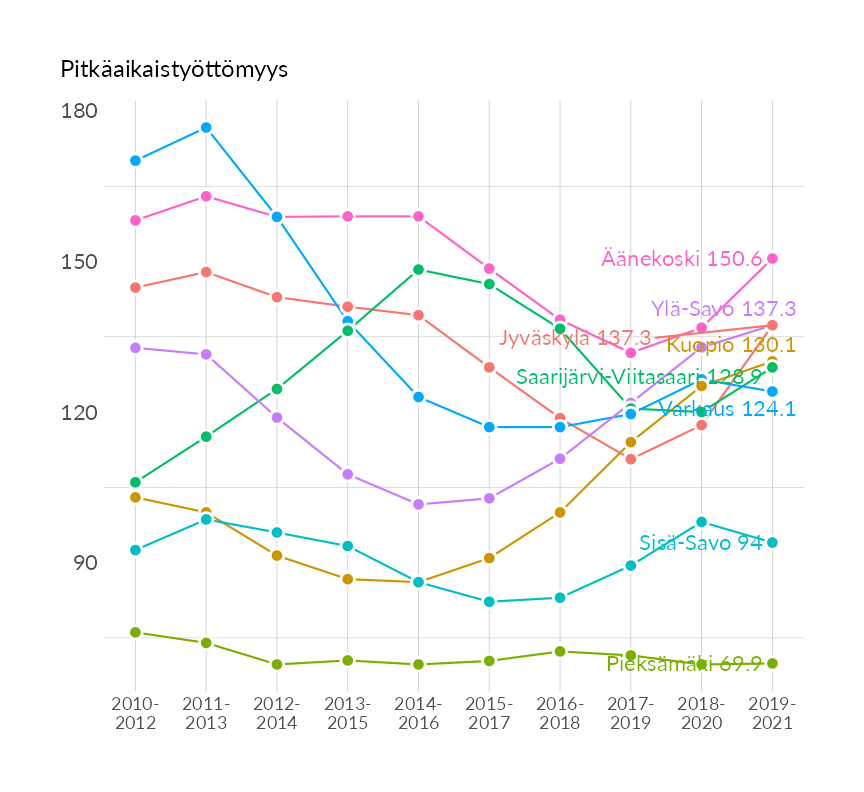 Pitkäaikaistyöttömyys
180
150
120
90
Äänekoski 150.6
Ylä-Savo 137.3
Jyväskylä 137.3
Kuopio 130.1
Saarijärvi-Viitasaari 128.9
Varkaus 124.1
Sisä-Savo 94
Pieksämäki 69.9
2010-
2012
2011-
2013
2012-
2014
2013-
2015
2014-
2016
2015-
2017
2016-
2018
2017-
2019
2018-
2020
2019-
2021